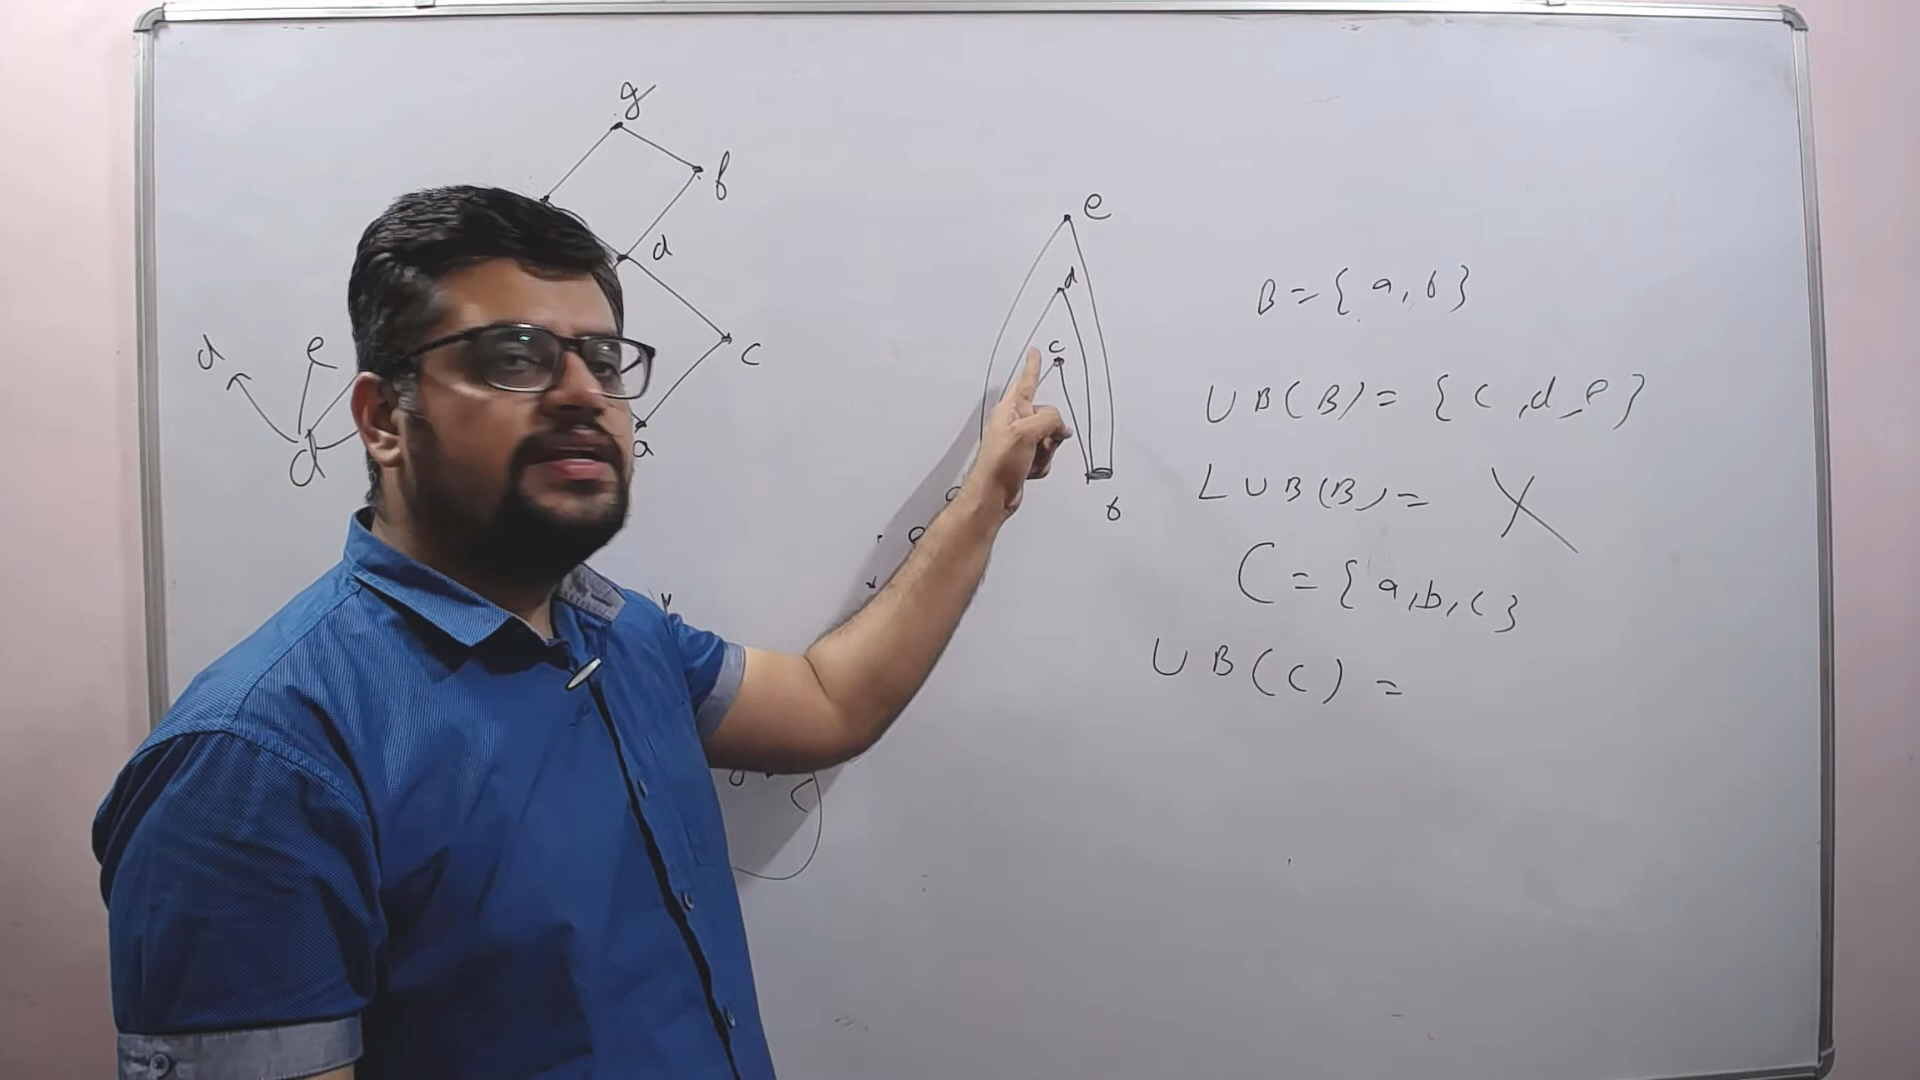 g
f
d
c
a
d
e
d
e
d
c
b
B = { a, b }
UB(B) = { c, d, e }
LUB(B) = X
C = { a, b, c }
UB(C) =